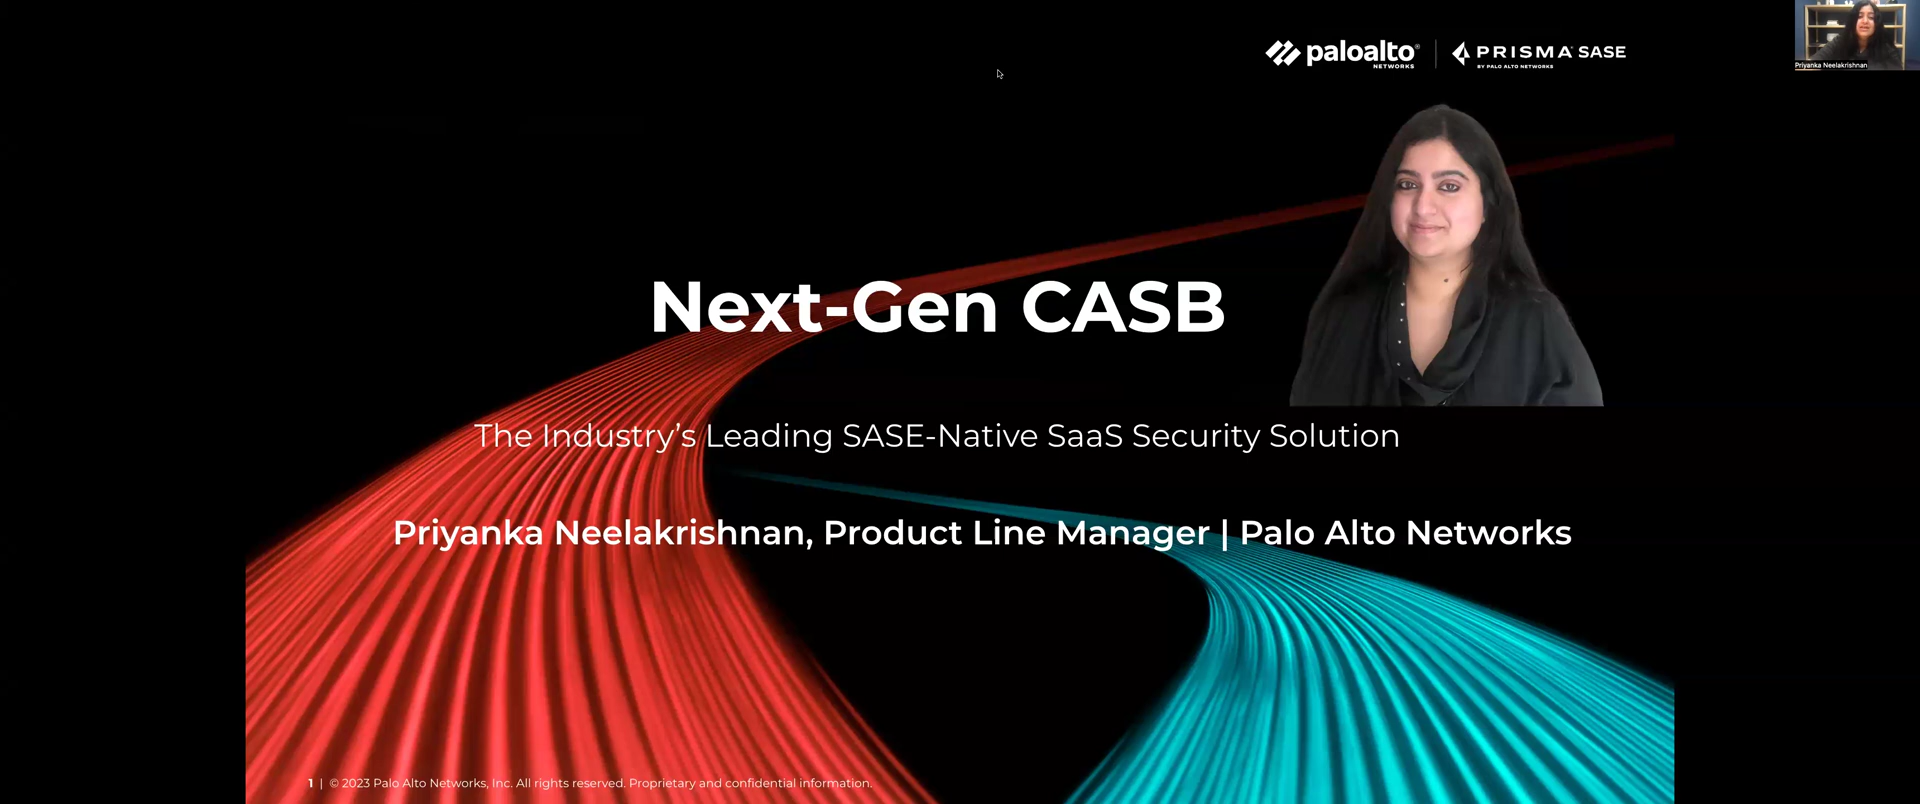 paloalto®
NETWORKS
PRISMA® SASE
BY PALO ALTO NETWORKS
Priyanka Neelakrishnan
Next-Gen CASB
The Industry’s Leading SASE-Native SaaS Security Solution
Priyanka Neelakrishnan, Product Line Manager | Palo Alto Networks
1 | © 2023 Palo Alto Networks, Inc. All rights reserved. Proprietary and confidential information.